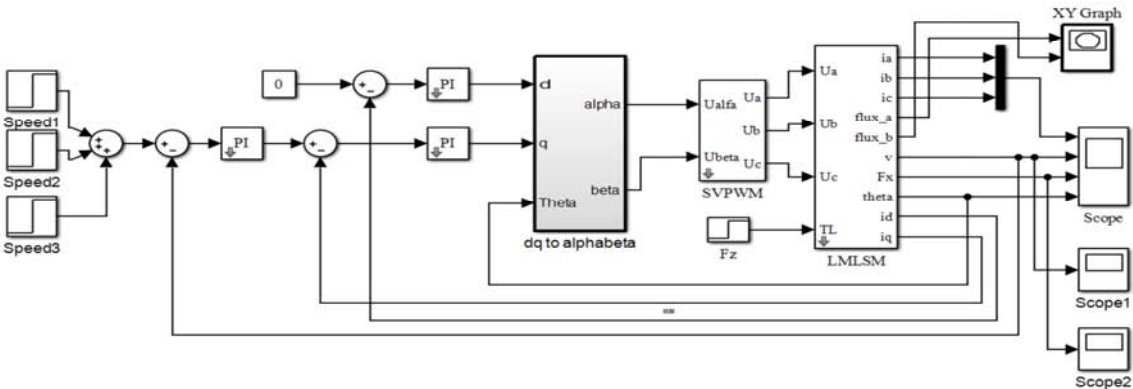 XY Graph
Speed1
Speed2
Speed3
0
PI
PI
PI
d
q
Theta
alpha
beta
dq to alphabeta
Ualfa
Ubeta
Ua
Ub
Uc
SVPWM
Fz
Ua
Ub
Uc
TL
ia
ib
ic
flux_a
flux_b
v
Fx
theta
id
iq
LMLSM
Scope
Scope1
Scope2